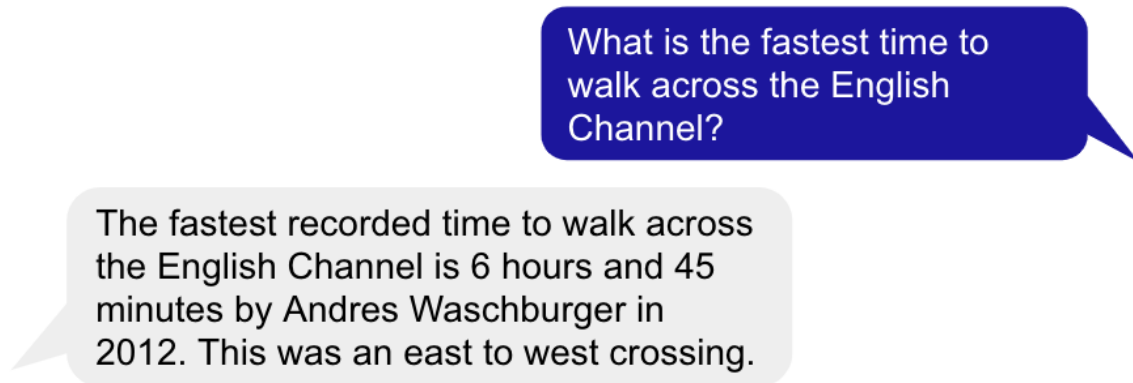 What is the fastest time to
walk across the English
Channel?
The fastest recorded time to walk across
the English Channel is 6 hours and 45
minutes by Andres Waschburger in
2012. This was an east to west crossing.